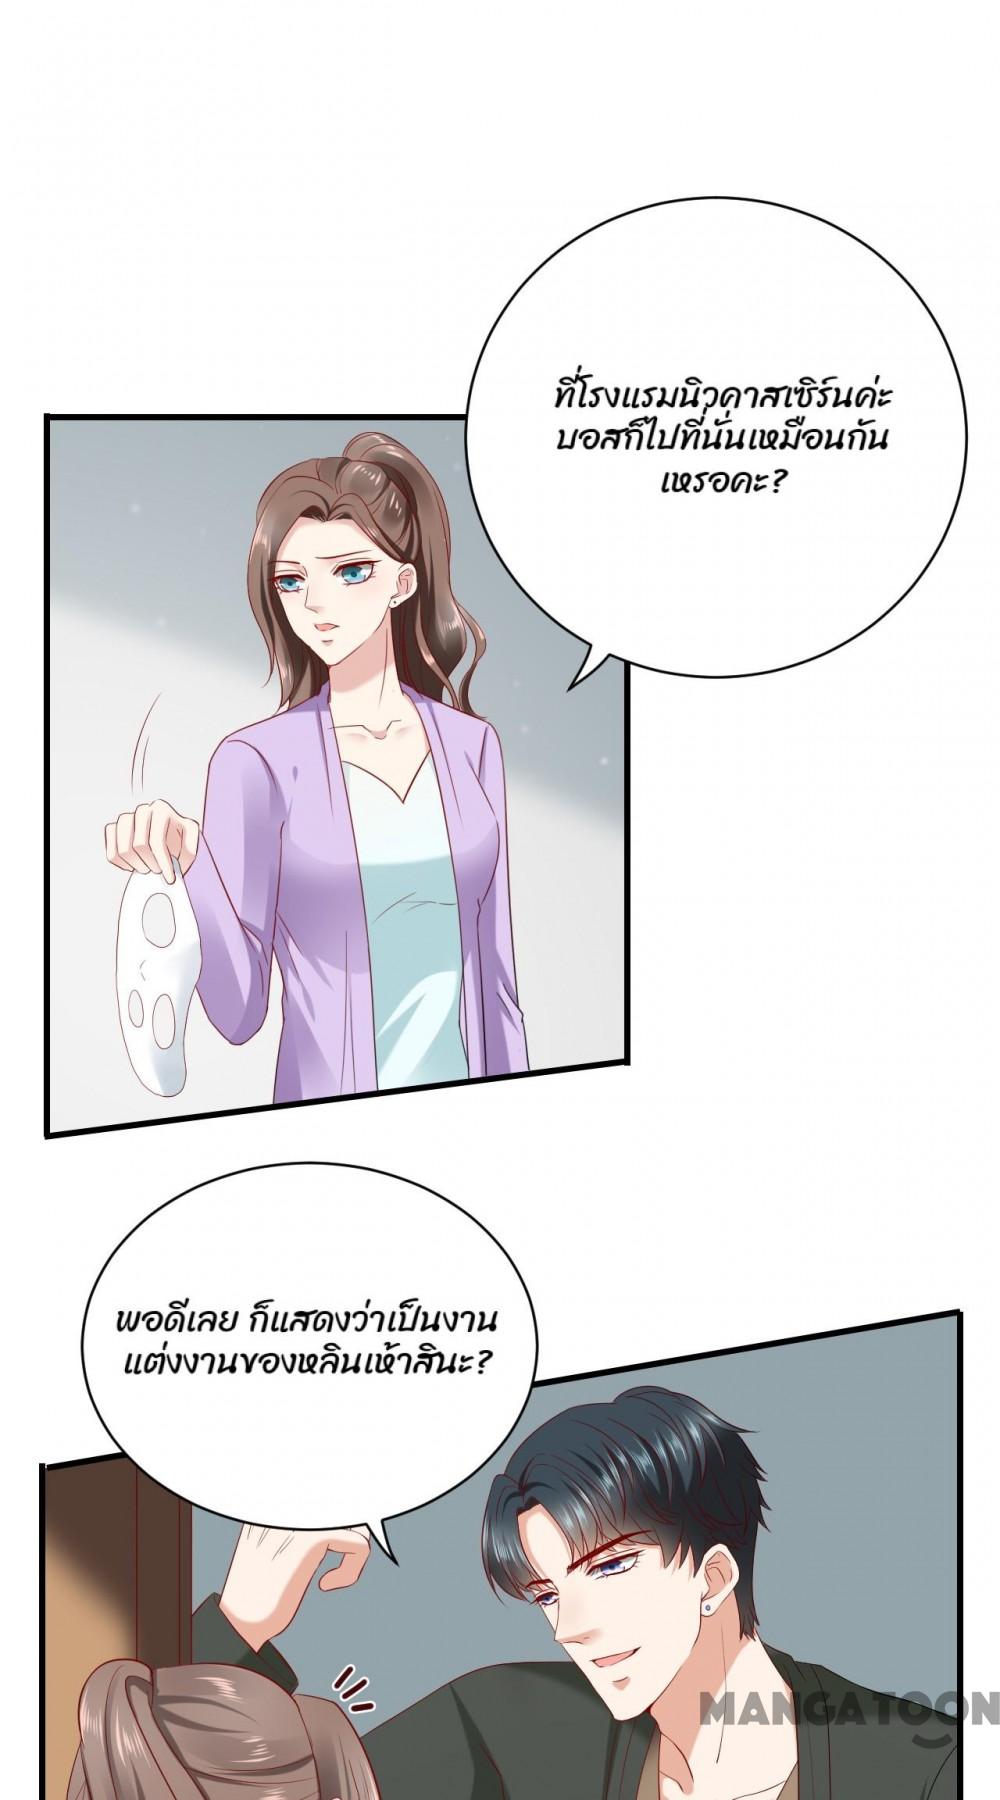 ที่โรงแรมนิวคาสเซิร์นค่ะ
บอสก็ไปที่นั่นเหมือนกัน
เหรอคะ?
พอดีเลย ก็แสดงว่าเป็นงาน
แต่งงานของหลินเห้าสินะ?
MANGATOON